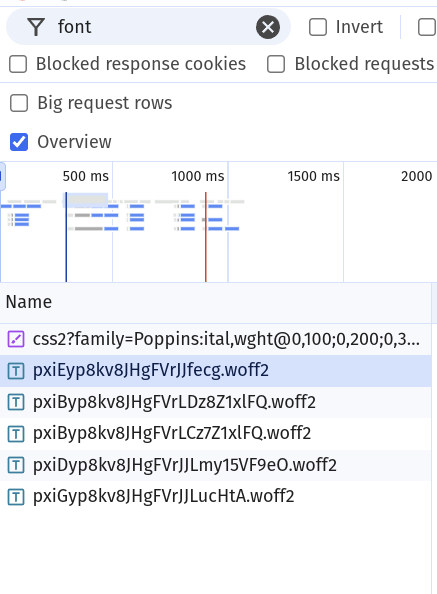 font
Invert
Blocked response cookies
Blocked requests
Big request rows
Overview
500 ms
1000 ms
1500 ms
2000
Name
css2?family=Poppins:ital,wght@0,100;0,200;0,3...
pxiEyp8kv8JHgFVrJJfecg.woff2
pxiByp8kv8JHgFVrLDz8Z1xlFQ.woff2
pxiByp8kv8JHgFVrLCz7Z1xlFQ.woff2
pxiDyp8kv8JHgFVrJJLmy15VF9eO.woff2
pxiGyp8kv8JHgFVrJJLucHtA.woff2